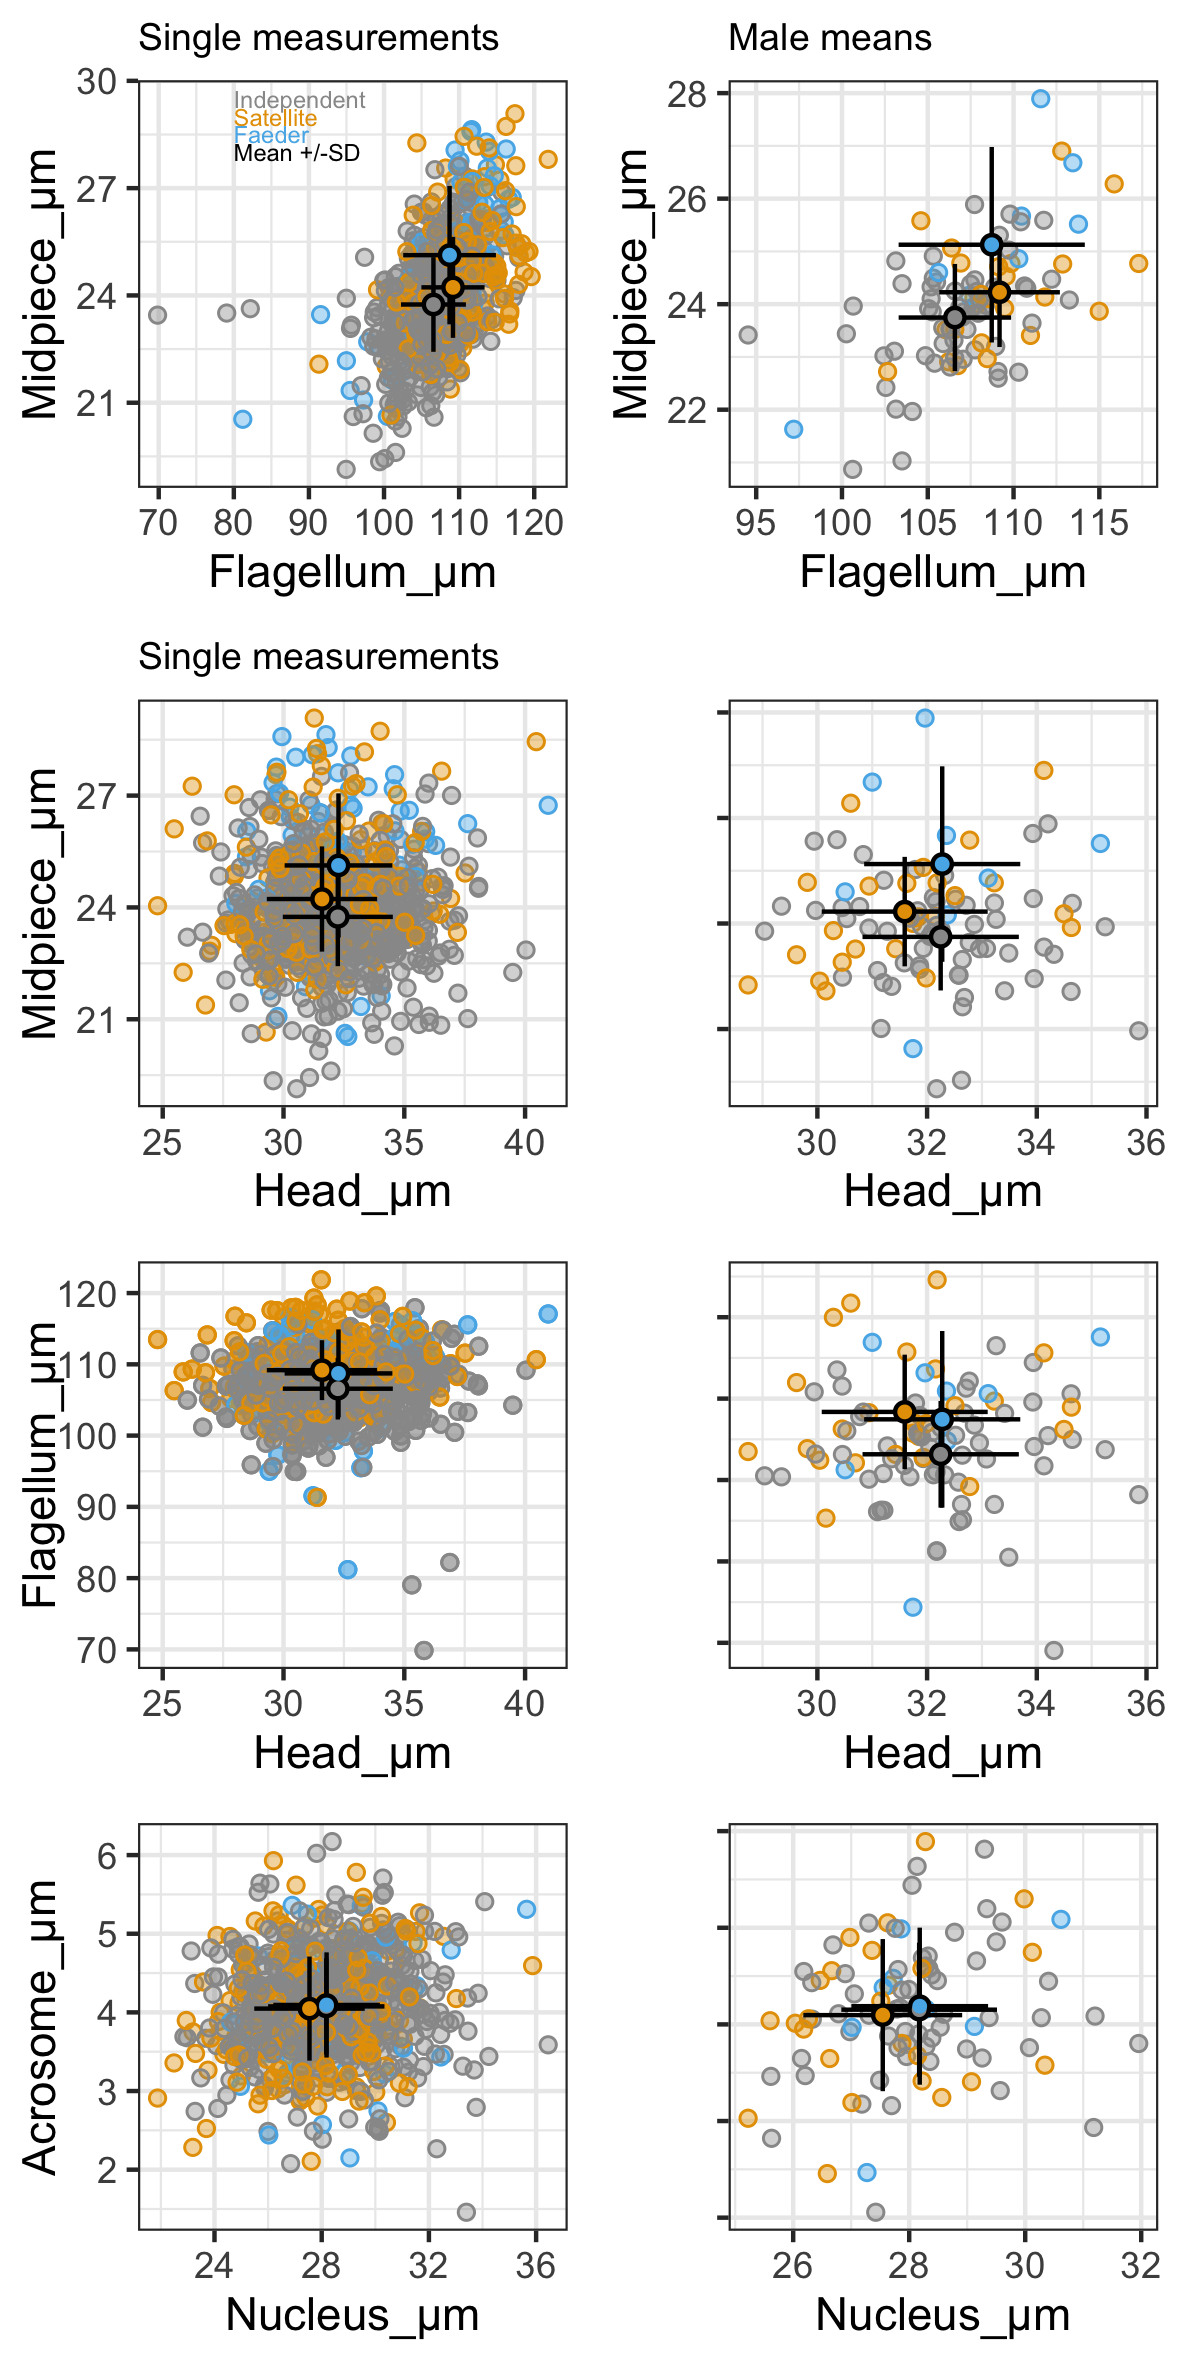 Single measurements
Male means
30
27
24
21
Midpiece_µm
Independent
Satellite
Faeder
Mean +/-SD
70 80 90 100 110 120
Flagellum_µm
28
26
24
22
Midpiece_µm
95 100 105 110 115
Flagellum_µm
Single measurements
27
24
21
Midpiece_µm
25 30 35 40
Head_µm
30 32 34 36
Head_µm
120
110
100
90
80
70
Flagellum_µm
25 30 35 40
Head_µm
30 32 34 36
Head_µm
6
5
4
3
2
Acrosome_µm
24 28 32 36
Nucleus_µm
26 28 30 32
Nucleus_µm